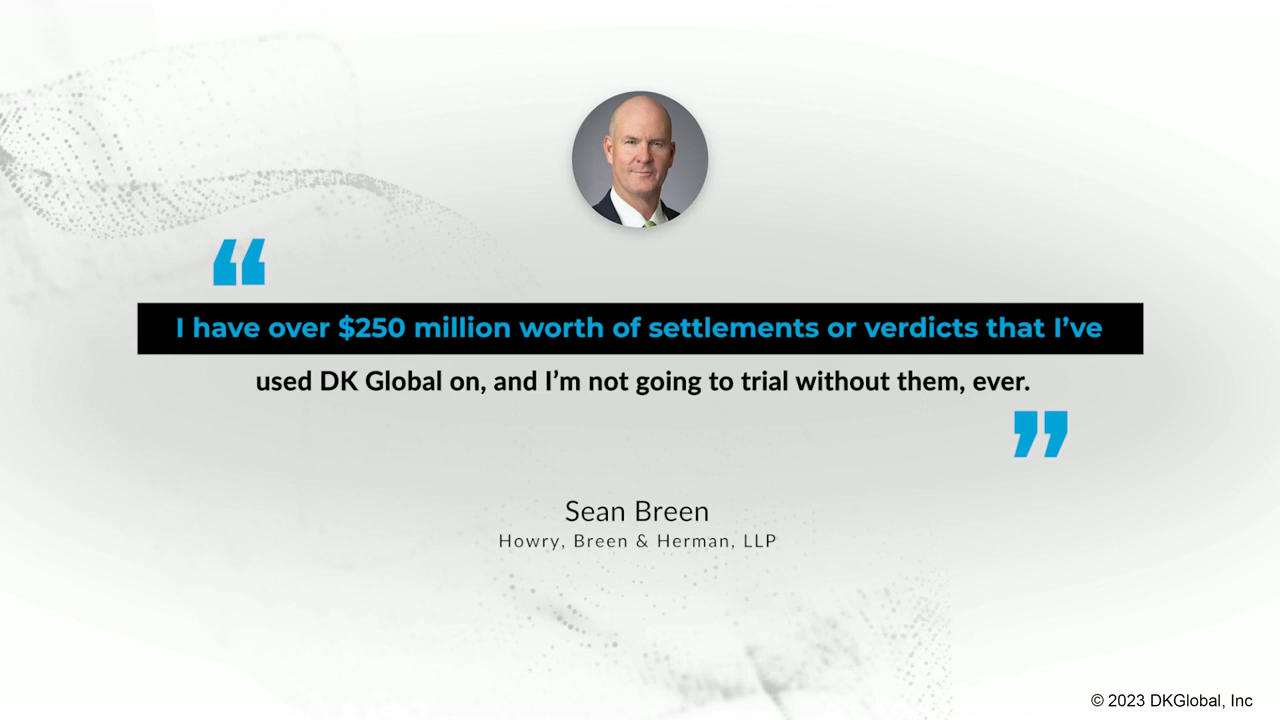 “
I have over $250 million worth of settlements or verdicts that I’ve
used DK Global on, and I’m not going to trial without them, ever.
”
Sean Breen
Howry, Breen & Herman, LLP
© 2023 DKGlobal, Inc